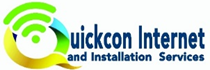 Quickcon Internet
and Installation Services